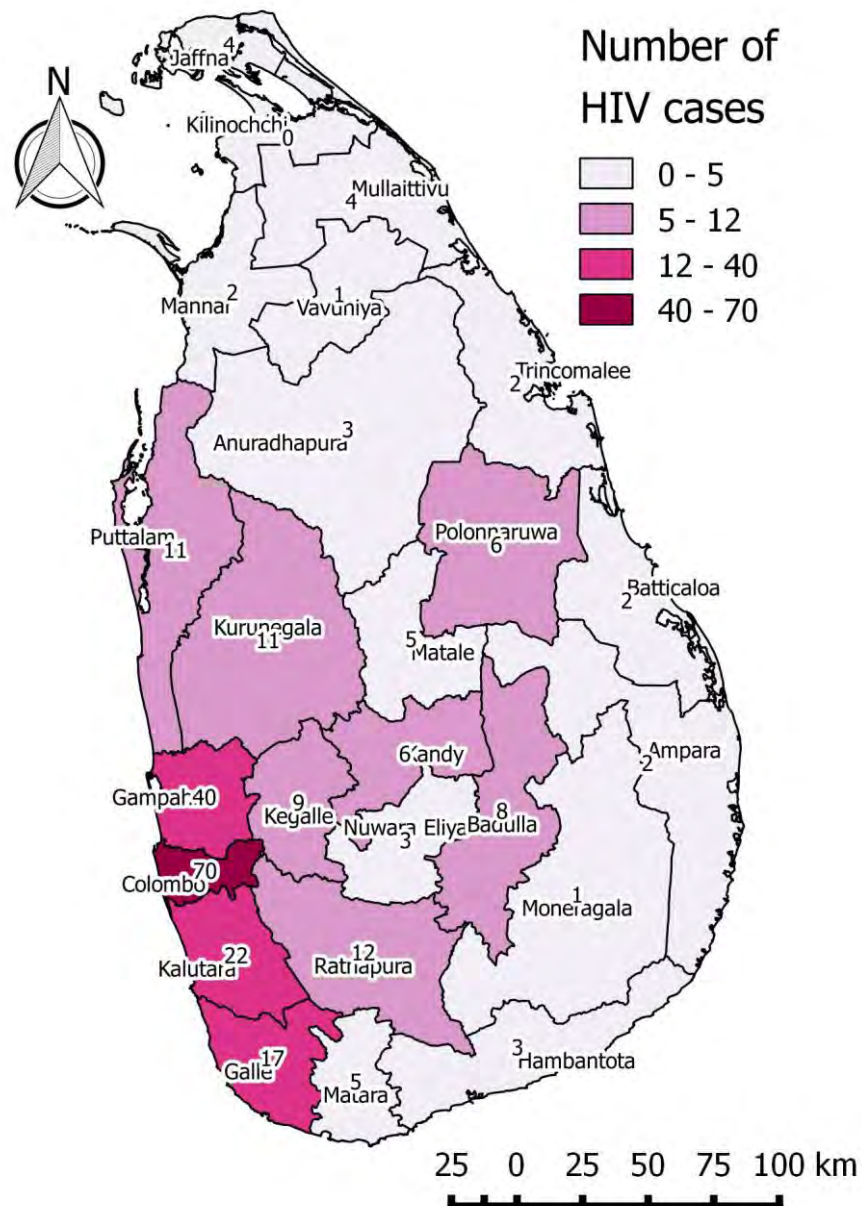 Number of
HIV cases
0 - 5
5 - 12
12 - 40
40 - 70
N
4
Jaffna
Kilinochchi
0
Mullaittivu
4
Mannar
2
Vavuniya
1
Trincomalee
2
Anuradhapura
3
Puttalam
11
Polonnaruwa
6
Kurunegala
11
Batticaloa
2
5
Matale
6
Kandy
Ampara
2
Gampaha
40
9
Kegalle
Nuwara Eliya
3
8
Badulla
70
Colombo
1
Moneragala
22
Kalutara
12
Ratnapura
17
Galle
5
Matara
3
Hambantota
25 0 25 50 75 100 km